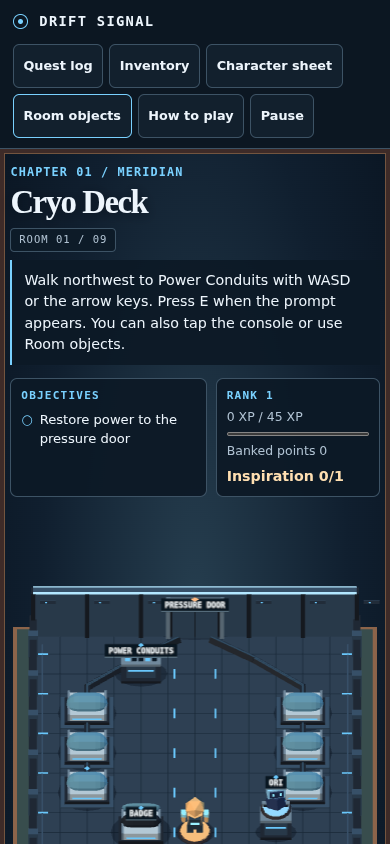 DRIFT SIGNAL
Quest log
Inventory
Character sheet
Room objects
How to play
Pause
CHAPTER 01 / MERIDIAN
Cryo Deck
ROOM 01 / 09
Walk northwest to Power Conduits with WASD
or the arrow keys. Press E when the prompt
appears. You can also tap the console or use
Room objects.
OBJECTIVES
Restore power to the
pressure door
RANK 1
0 XP / 45 XP
Banked points 0
Inspiration 0/1
PRESSURE DOOR
POWER CONDUITS
ORI
BADGE